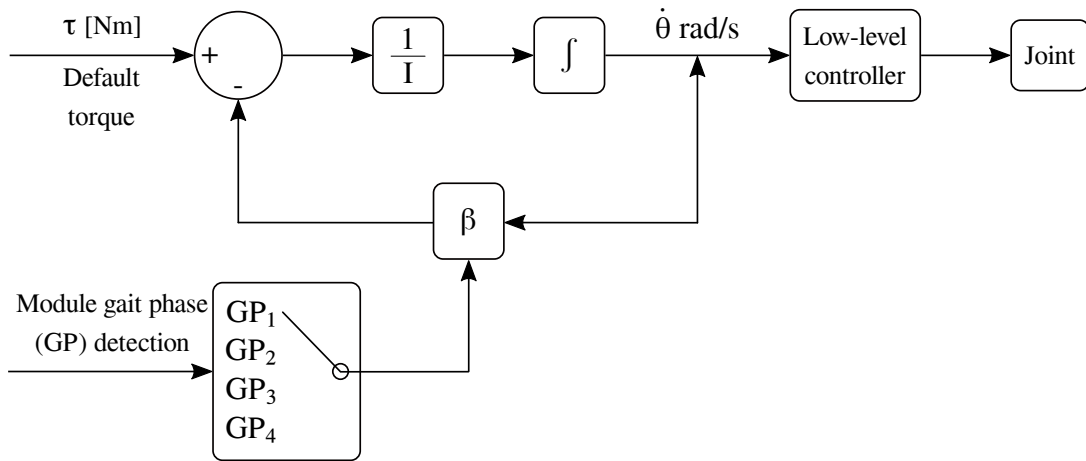 τ [Nm]
Default
torque
+
-
1
I
∫
θ̇ rad/s
Low-level
controller
Joint
β
Module gait phase
(GP) detection
GP₁
GP₂
GP₃
GP₄